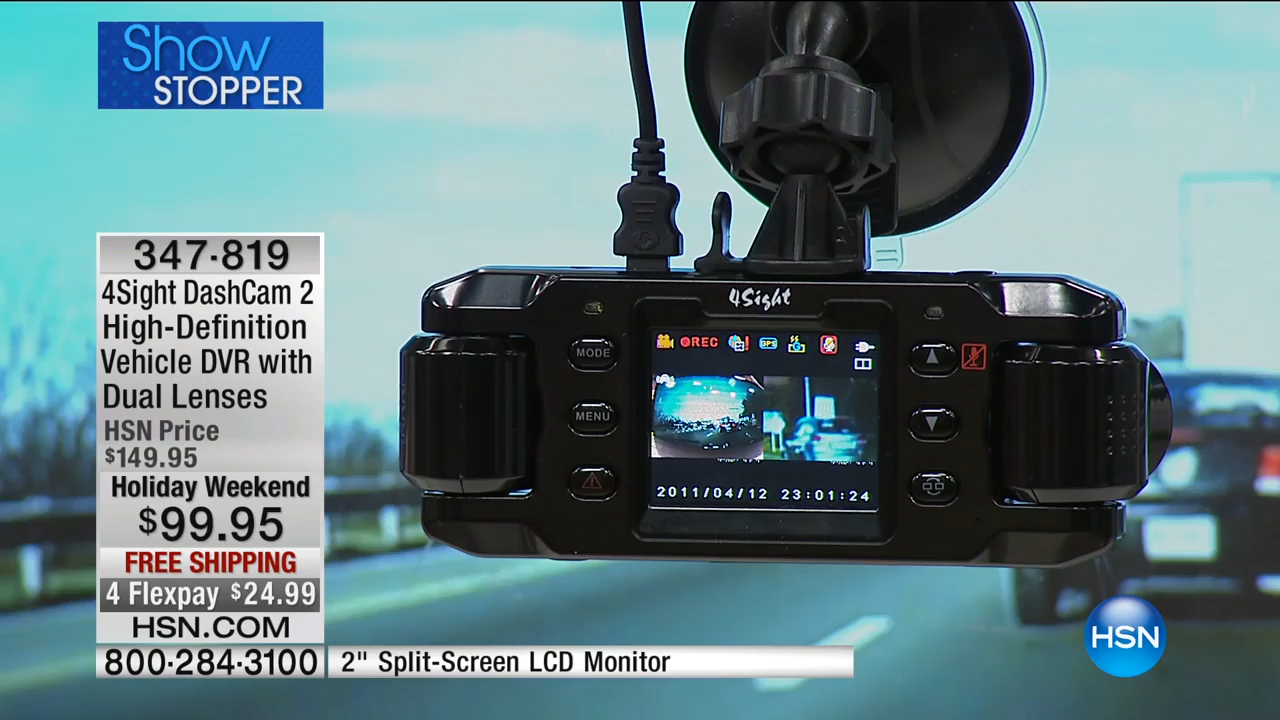 Show
STOPPER
347-819
4Sight DashCam 2
High-Definition
Vehicle DVR with
Dual Lenses
HSN Price
$149.95
Holiday Weekend
$99.95
FREE SHIPPING
4 Flexpay $24.99
HSN.COM
800-284-3100
2" Split-Screen LCD Monitor
4Sight
REC
GPS
MODE
MENU
2011/04/12 23:01:24
HSN